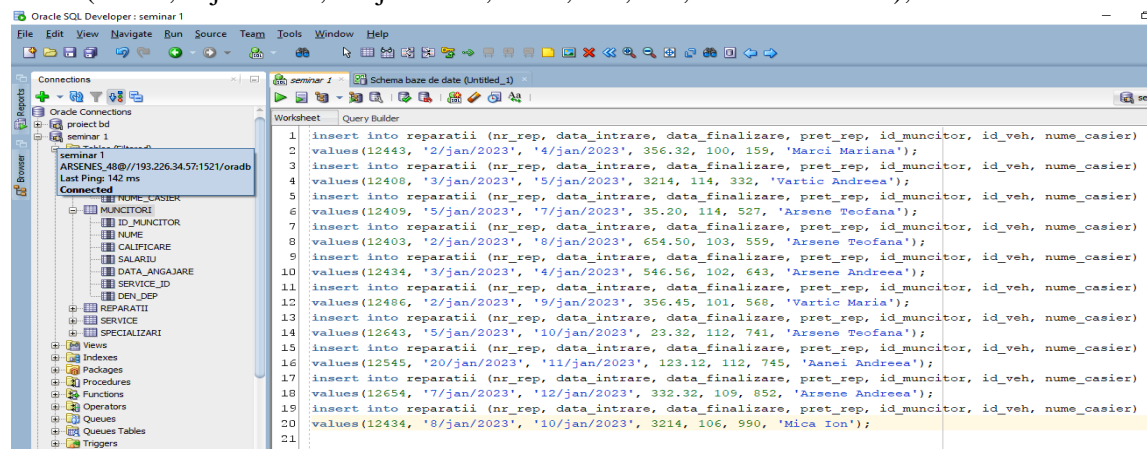 Oracle SQL Developer : seminar 1
File Edit View Navigate Run Source Team Tools Window Help
Connections
seminar 1
Schema baze de date (Untitled_1)
Reports
Browser
Oracle Connections
proiect bd
seminar 1
seminar 1
ARSENES_48@//193.226.34.57:1521/oradb
Last Ping: 142 ms
Connected
NUME_CASIER
MUNCITORI
ID_MUNCITOR
NUME
CALIFICARE
SALARIU
DATA_ANGAJARE
SERVICE_ID
DEN_DEP
REPARATII
SERVICE
SPECIALIZARI
Views
Indexes
Packages
Procedures
Functions
Operators
Queues
Queues Tables
Triggers
Worksheet Query Builder
1 insert into reparatii (nr_rep, data_intrare, data_finalizare, pret_rep, id_muncitor, id_veh, nume_casier)
2 values(12443, '2/jan/2023', '4/jan/2023', 356.32, 100, 159, 'Marci Mariana');
3 insert into reparatii (nr_rep, data_intrare, data_finalizare, pret_rep, id_muncitor, id_veh, nume_casier)
4 values(12408, '3/jan/2023', '5/jan/2023', 3214, 114, 332, 'Vartic Andreea');
5 insert into reparatii (nr_rep, data_intrare, data_finalizare, pret_rep, id_muncitor, id_veh, nume_casier)
6 values(12409, '5/jan/2023', '7/jan/2023', 35.20, 114, 527, 'Arsene Teofana');
7 insert into reparatii (nr_rep, data_intrare, data_finalizare, pret_rep, id_muncitor, id_veh, nume_casier)
8 values(12403, '2/jan/2023', '8/jan/2023', 654.50, 103, 559, 'Arsene Teofana');
9 insert into reparatii (nr_rep, data_intrare, data_finalizare, pret_rep, id_muncitor, id_veh, nume_casier)
10 values(12434, '3/jan/2023', '4/jan/2023', 546.56, 102, 643, 'Arsene Andreea');
11 insert into reparatii (nr_rep, data_intrare, data_finalizare, pret_rep, id_muncitor, id_veh, nume_casier)
12 values(12486, '2/jan/2023', '9/jan/2023', 356.45, 101, 568, 'Vartic Maria');
13 insert into reparatii (nr_rep, data_intrare, data_finalizare, pret_rep, id_muncitor, id_veh, nume_casier)
14 values(12643, '5/jan/2023', '10/jan/2023', 23.32, 112, 741, 'Arsene Teofana');
15 insert into reparatii (nr_rep, data_intrare, data_finalizare, pret_rep, id_muncitor, id_veh, nume_casier)
16 values(12545, '20/jan/2023', '11/jan/2023', 123.12, 112, 745, 'Aanei Andreea');
17 insert into reparatii (nr_rep, data_intrare, data_finalizare, pret_rep, id_muncitor, id_veh, nume_casier)
18 values(12654, '7/jan/2023', '12/jan/2023', 332.32, 109, 852, 'Arsene Andreea');
19 insert into reparatii (nr_rep, data_intrare, data_finalizare, pret_rep, id_muncitor, id_veh, nume_casier)
20 values(12434, '8/jan/2023', '10/jan/2023', 3214, 106, 990, 'Mica Ion');
21